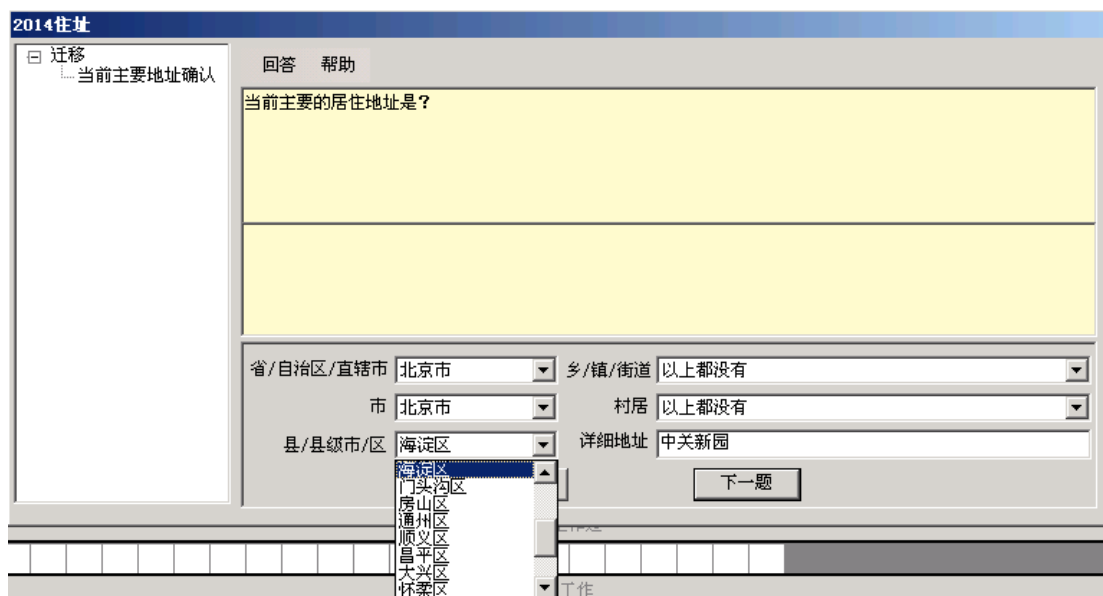 2014住址
迁移
当前主要地址确认
回答 帮助
当前主要的居住地址是？
省/自治区/直辖市 北京市 乡/镇/街道 以上都没有
市 北京市 村居 以上都没有
县/县级市/区 海淀区 详细地址 中关新园
海淀区
门头沟区
房山区
通州区
顺义区
昌平区
大兴区
怀柔区
下一题
工作